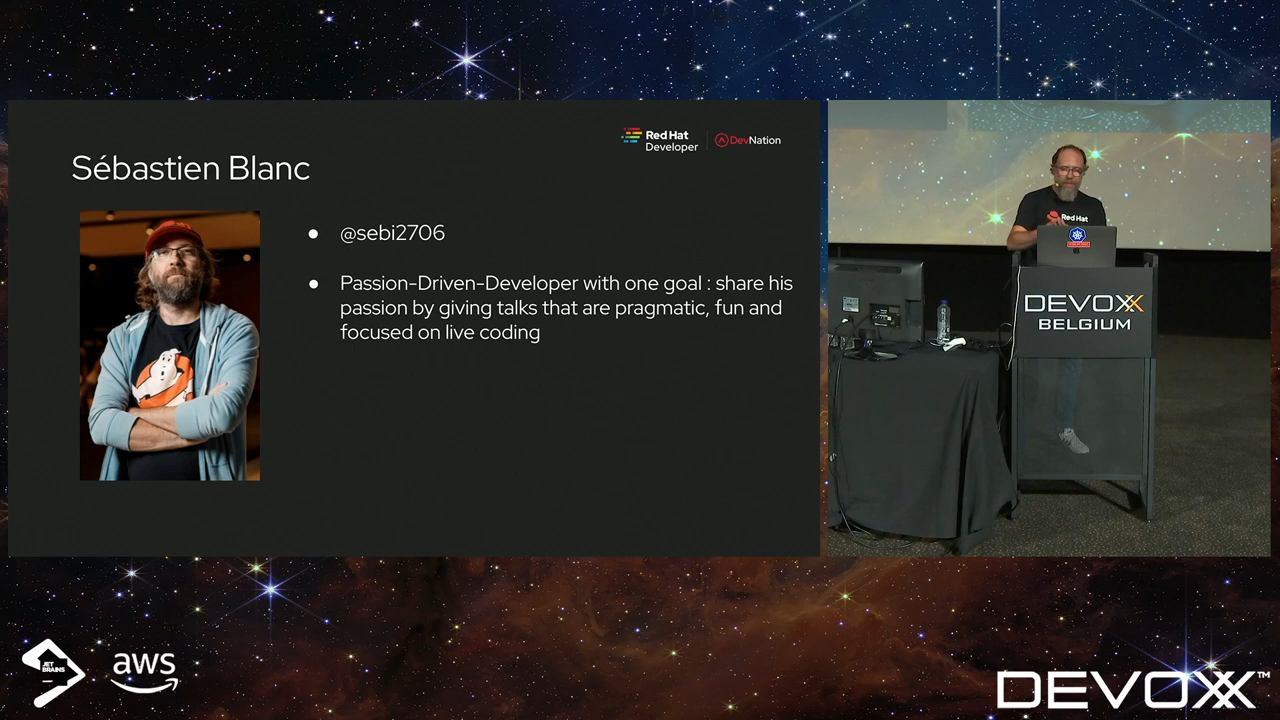 Red Hat
Developer
DevNation
Sébastien Blanc
@sebi2706
Passion-Driven-Developer with one goal : share his
passion by giving talks that are pragmatic, fun and
focused on live coding
Red Hat
DEVOXX
BELGIUM
JET
BRAINS
aws
DEVOXX™